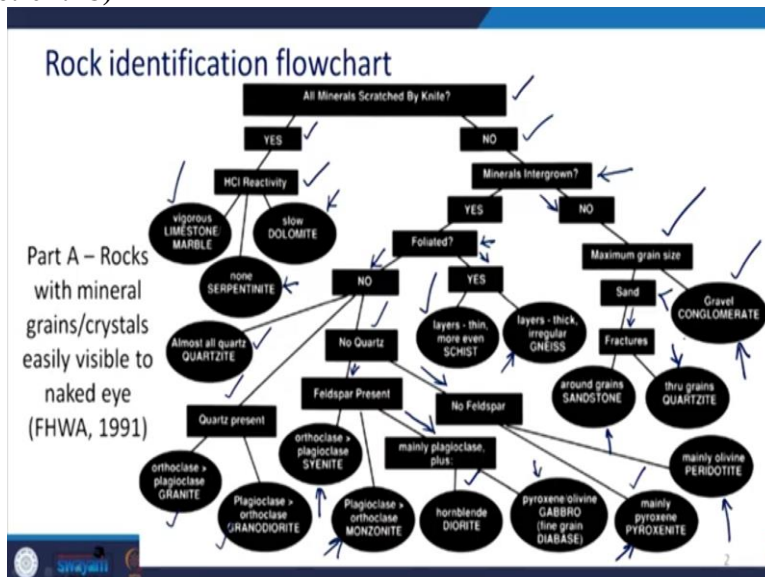 Rock identification flowchart
All Minerals Scratched By Knife?
YES
NO
HCl Reactivity
Minerals Intergrown?
vigorous
LIMESTONE/
MARBLE
slow
DOLOMITE
none
SERPENTINITE
YES
NO
Foliated?
Maximum grain size
Part A – Rocks
with mineral
grains/crystals
easily visible to
naked eye
(FHWA, 1991)
NO
YES
Sand
Gravel
CONGLOMERATE
layers - thin,
more even
SCHIST
layers - thick,
irregular
GNEISS
Fractures
Almost all quartz
QUARTZITE
No Quartz
around grains
SANDSTONE
thru grains
QUARTZITE
Feldspar Present
No Feldspar
Quartz present
orthoclase >
plagioclase
SYENITE
mainly plagioclase,
plus:
mainly olivine
PERIDOTITE
orthoclase >
plagioclase
GRANITE
Plagioclase >
orthoclase
GRANODIORITE
Plagioclase >
orthoclase
MONZONITE
hornblende
DIORITE
pyroxene/olivine
GABBRO
(fine grain
DIABASE)
mainly
pyroxene
PYROXENITE
swayam
2